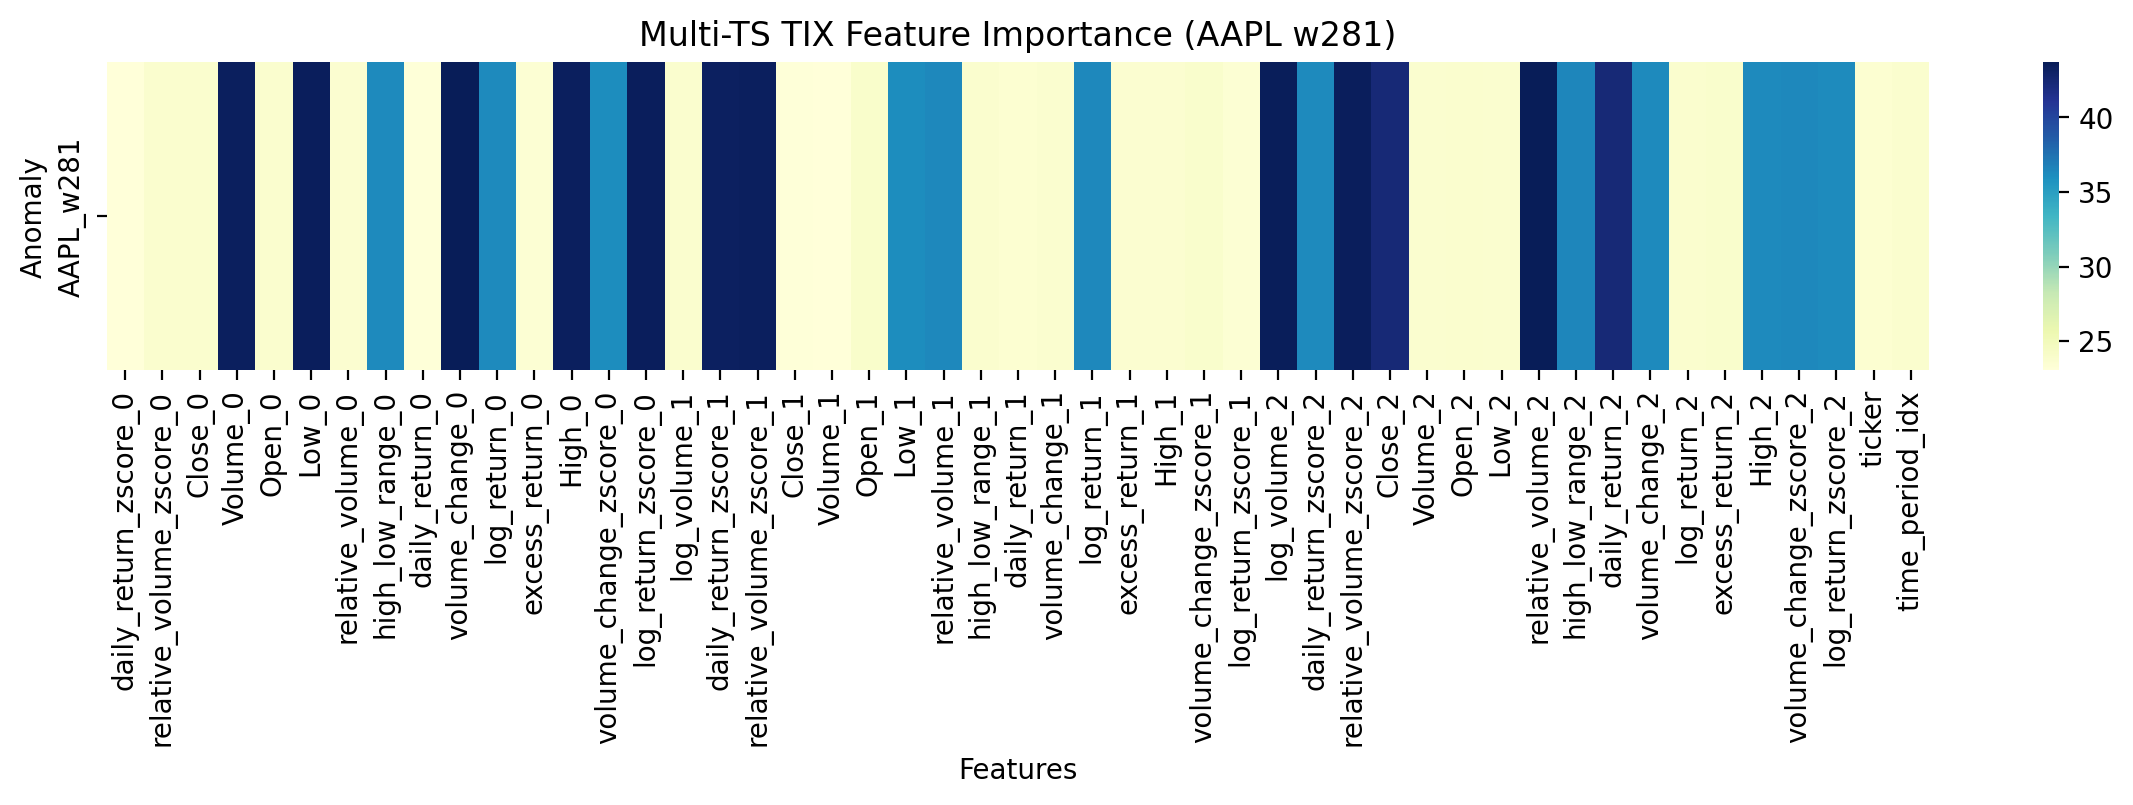 Multi-TS TIX Feature Importance (AAPL w281)
Anomaly
AAPL_w281
40
35
30
25
daily_return_zscore_0
relative_volume_zscore_0
Close_0
Volume_0
Open_0
Low_0
relative_volume_0
high_low_range_0
daily_return_0
volume_change_0
log_return_0
excess_return_0
High_0
volume_change_zscore_0
log_return_zscore_0
log_volume_1
daily_return_zscore_1
relative_volume_zscore_1
Close_1
Volume_1
Open_1
Low_1
relative_volume_1
high_low_range_1
daily_return_1
volume_change_1
log_return_1
excess_return_1
High_1
volume_change_zscore_1
log_return_zscore_1
log_volume_2
daily_return_zscore_2
relative_volume_zscore_2
Close_2
Volume_2
Open_2
Low_2
relative_volume_2
high_low_range_2
daily_return_2
volume_change_2
log_return_2
excess_return_2
High_2
volume_change_zscore_2
log_return_zscore_2
ticker
time_period_idx
Features